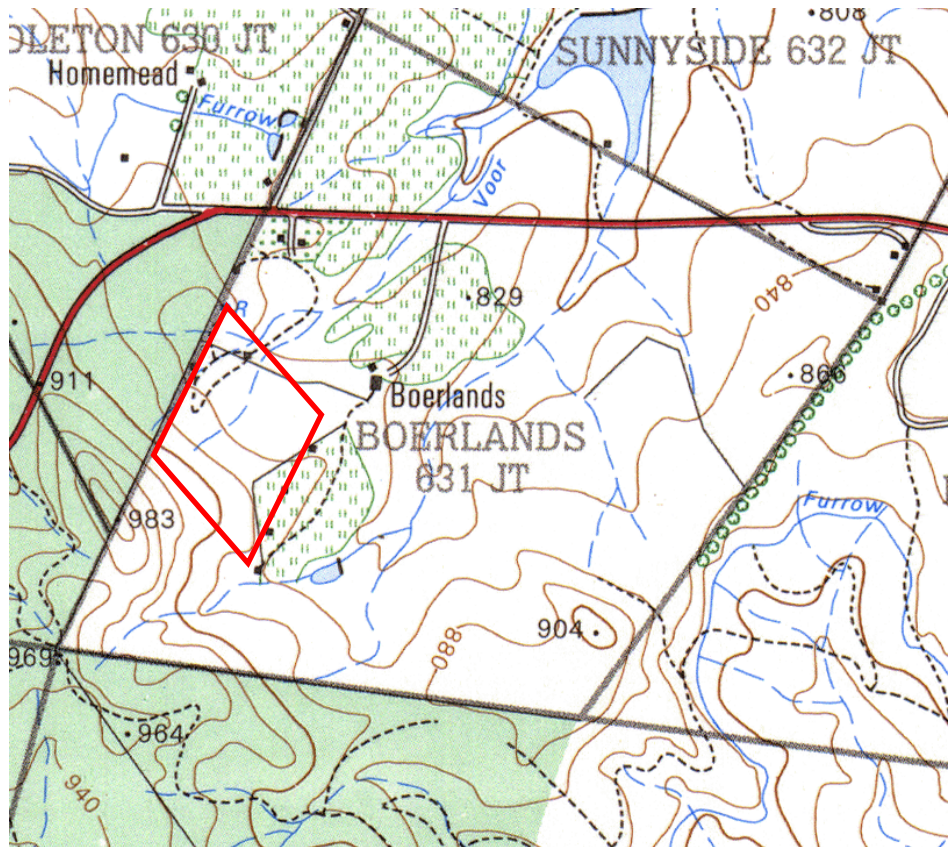 808
OLETON 630 JT
SUNNYSIDE 632 JT
Homemead
Furrow
Voor
R
829
840
911
866
Boerlands
BOERLANDS
631 JT
983
Furrow
904
880
969
964
940